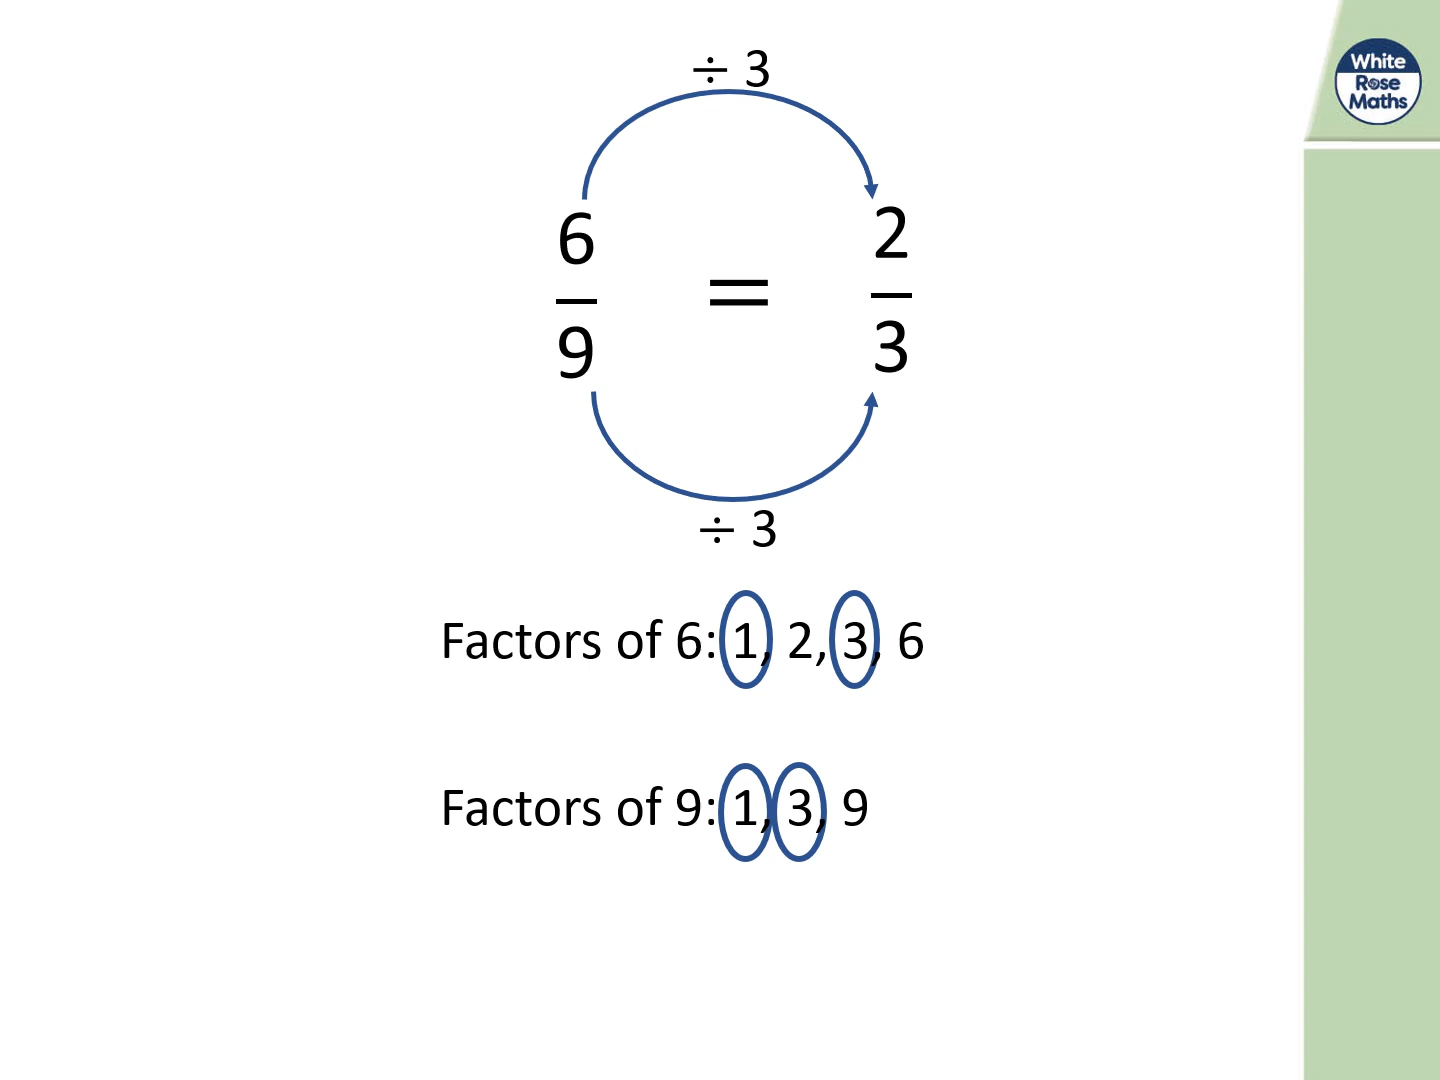 ÷ 3
6/9 = 2/3
÷ 3
Factors of 6: 1, 2, 3, 6
Factors of 9: 1, 3, 9
White
Rose
Maths